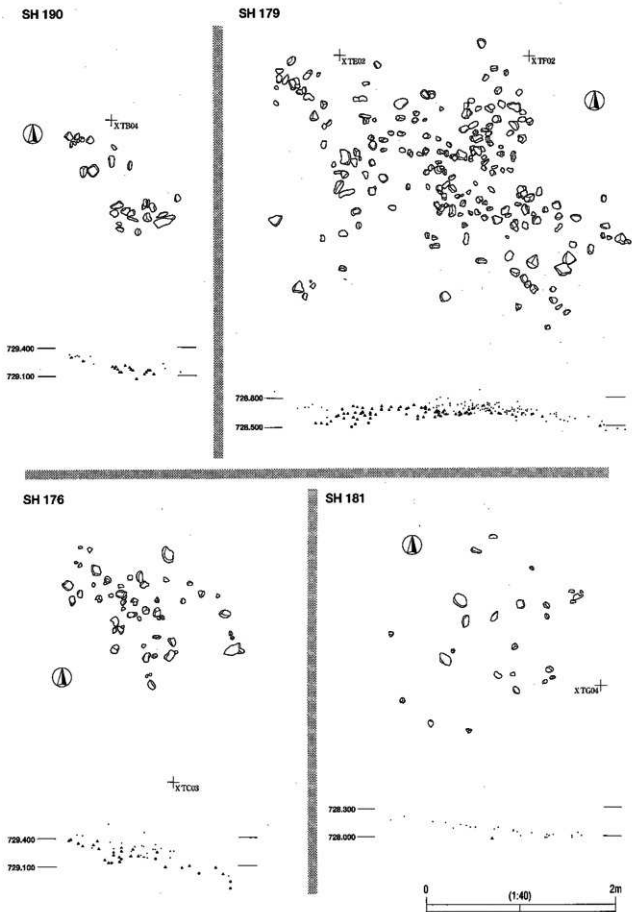 SH 190
XTB04
729.400
729.100
SH 179
XTE02
XTF02
728.800
728.500
SH 176
XTC03
729.400
729.100
SH 181
XTG04
728.300
728.000
0
2m
(1:40)